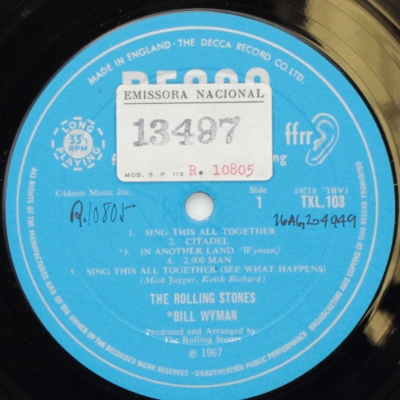 MADE IN ENGLAND · THE DECCA RECORD CO. LTD.
DECCA
EMISSORA NACIONAL
13497
MOD. S. P. 113 R. 10805
LONG PLAYING
33⅓ RPM
ffrr
Gideon Music Inc.
Side
1
TXL.103
R.10805
16AG204949
1. SING THIS ALL TOGETHER
2. CITADEL
*3. IN ANOTHER LAND (Wyman)
4. 2,000 MAN
5. SING THIS ALL TOGETHER (SEE WHAT HAPPENS)
(Mick Jagger, Keith Richard)
THE ROLLING STONES
*BILL WYMAN
Produced and Arranged by:
The Rolling Stones
℗ 1967
ALL RIGHTS OF THE MANUFACTURER AND OF THE OWNER OF THE RECORDED WORK RESERVED · UNAUTHORISED PUBLIC PERFORMANCE, BROADCASTING AND COPYING OF THIS RECORD PROHIBITED